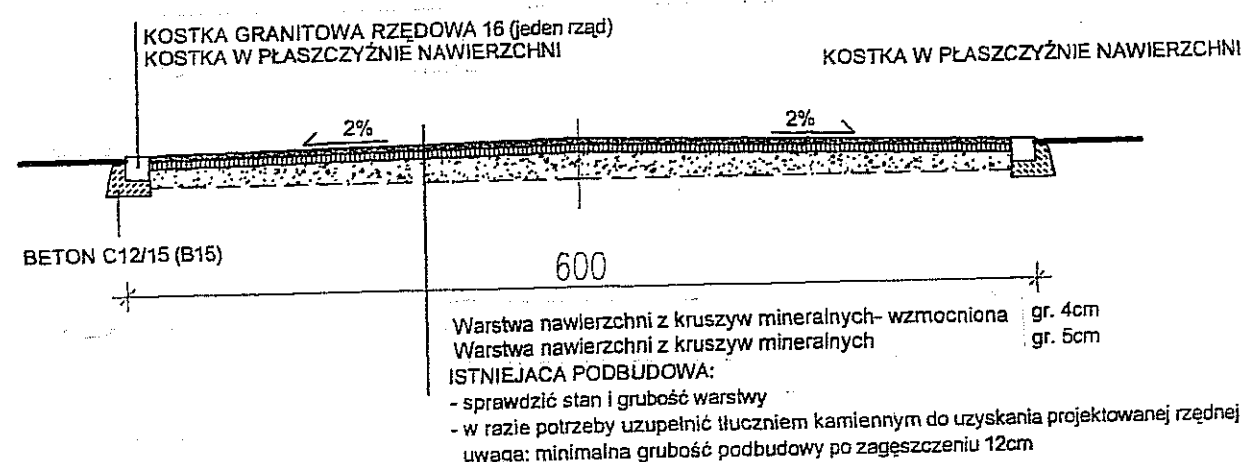 KOSTKA GRANITOWA RZĘDOWA 16 (jeden rząd)
KOSTKA W PŁASZCZYŹNIE NAWIERZCHNI
KOSTKA W PŁASZCZYŹNIE NAWIERZCHNI
2%
2%
BETON C12/15 (B15)
600
Warstwa nawierzchni z kruszyw mineralnych- wzmocniona gr. 4cm
Warstwa nawierzchni z kruszyw mineralnych gr. 5cm
ISTNIEJACA PODBUDOWA:
- sprawdzić stan i grubość warstwy
- w razie potrzeby uzupełnić tłuczniem kamiennym do uzyskania projektowanej rzędnej
uwaga: minimalna grubość podbudowy po zagęszczeniu 12cm